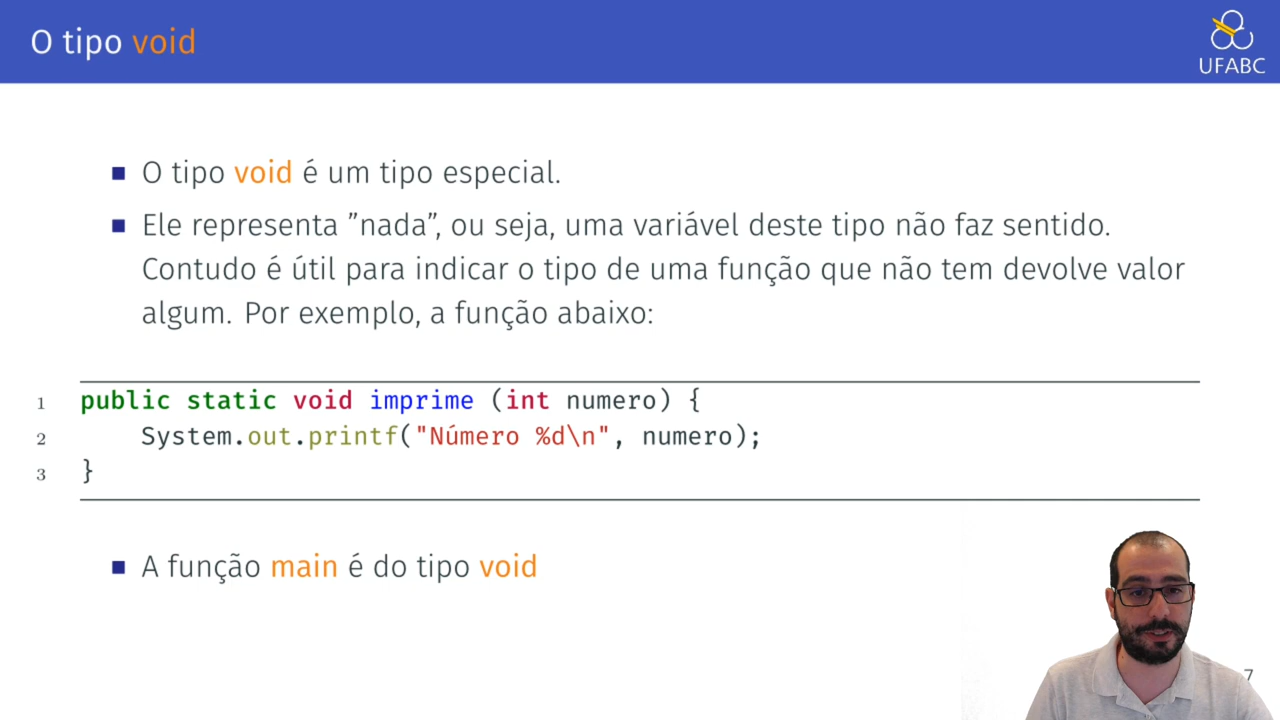 O tipo void
UFABC
O tipo void é um tipo especial.
Ele representa ”nada”, ou seja, uma variável deste tipo não faz sentido.
Contudo é útil para indicar o tipo de uma função que não tem devolve valor
algum. Por exemplo, a função abaixo:
1 public static void imprime (int numero) {
2 System.out.printf("Número %d\n", numero);
3 }
A função main é do tipo void
7